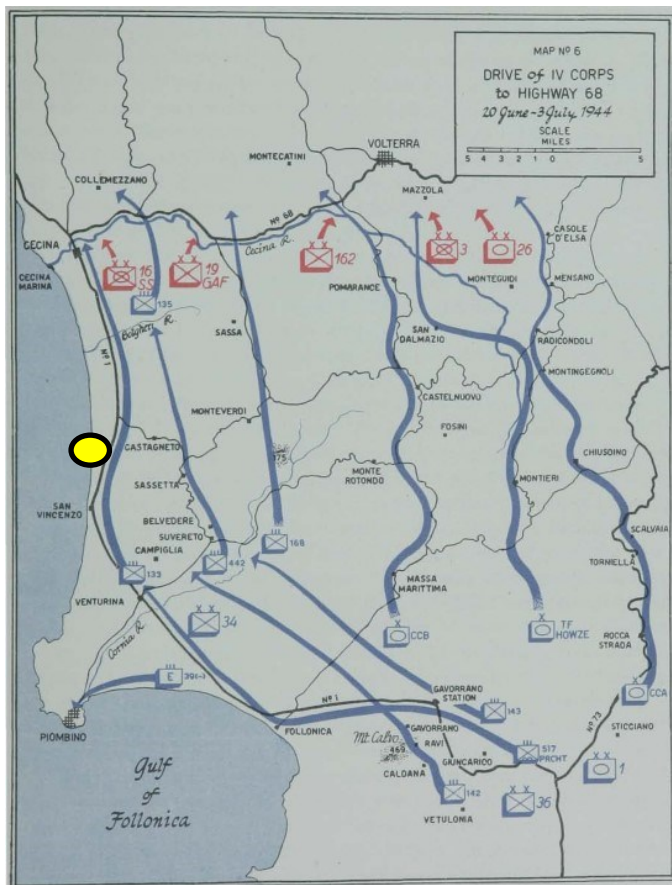 MAP Nº 6
DRIVE of IV CORPS
to HIGHWAY 68
20 June-3 July 1944
SCALE
MILES
5 4 3 2 1 0 5
VOLTERRA
MONTECATINI
COLLEMEZZANO
MAZZOLA
Nº 68
CASOLE
D'ELSA
CECINA
Cecina R.
16
SS
19
GAF
162
3
26
CECINA
MARINA
MONTEGUIDI
MENSANO
POMARANCE
135
Bolgheri R.
SASSA
SAN
DALMAZIO
RADICONDOLI
Nº 1
MONTINGEGNOLI
CASTELNUOVO
MONTEVERDI
FOSINI
CASTAGNETO
CHIUSDINO
175
MONTE
ROTONDO
SASSETTA
MONTIERI
SAN
VINCENZO
BELVEDERE
SUVERETO
168
SCALVAIA
CAMPIGLIA
TORNIELLA
442
133
MASSA
MARITTIMA
VENTURINA
34
CCB
TF
HOWZE
ROCCA
STRADA
Cornia R.
E
CCA
GAVORRANO
STATION
Nº 1
143
PIOMBINO
FOLLONICA
GAVORRANO
Nº 73
STICCIANO
Mt. Calvo
RAVI
517
PRCHT
469
GIUNCARICO
CALDANA
1
Gulf
of
Follonica
142
36
VETULONIA